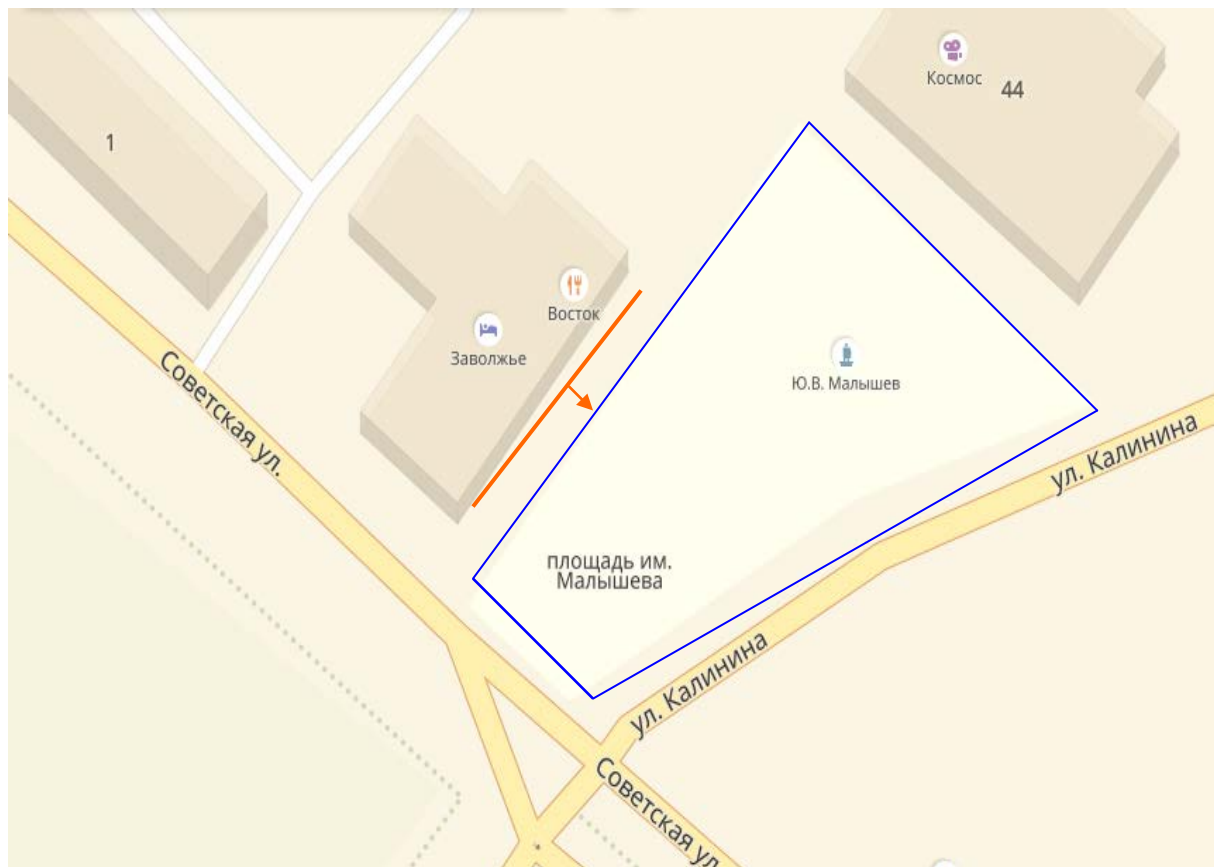 Космос
44
1
Восток
Заволжье
Ю.В. Малышев
Советская ул.
ул. Калинина
площадь им.
Малышева
ул. Калинина
Советская ул.